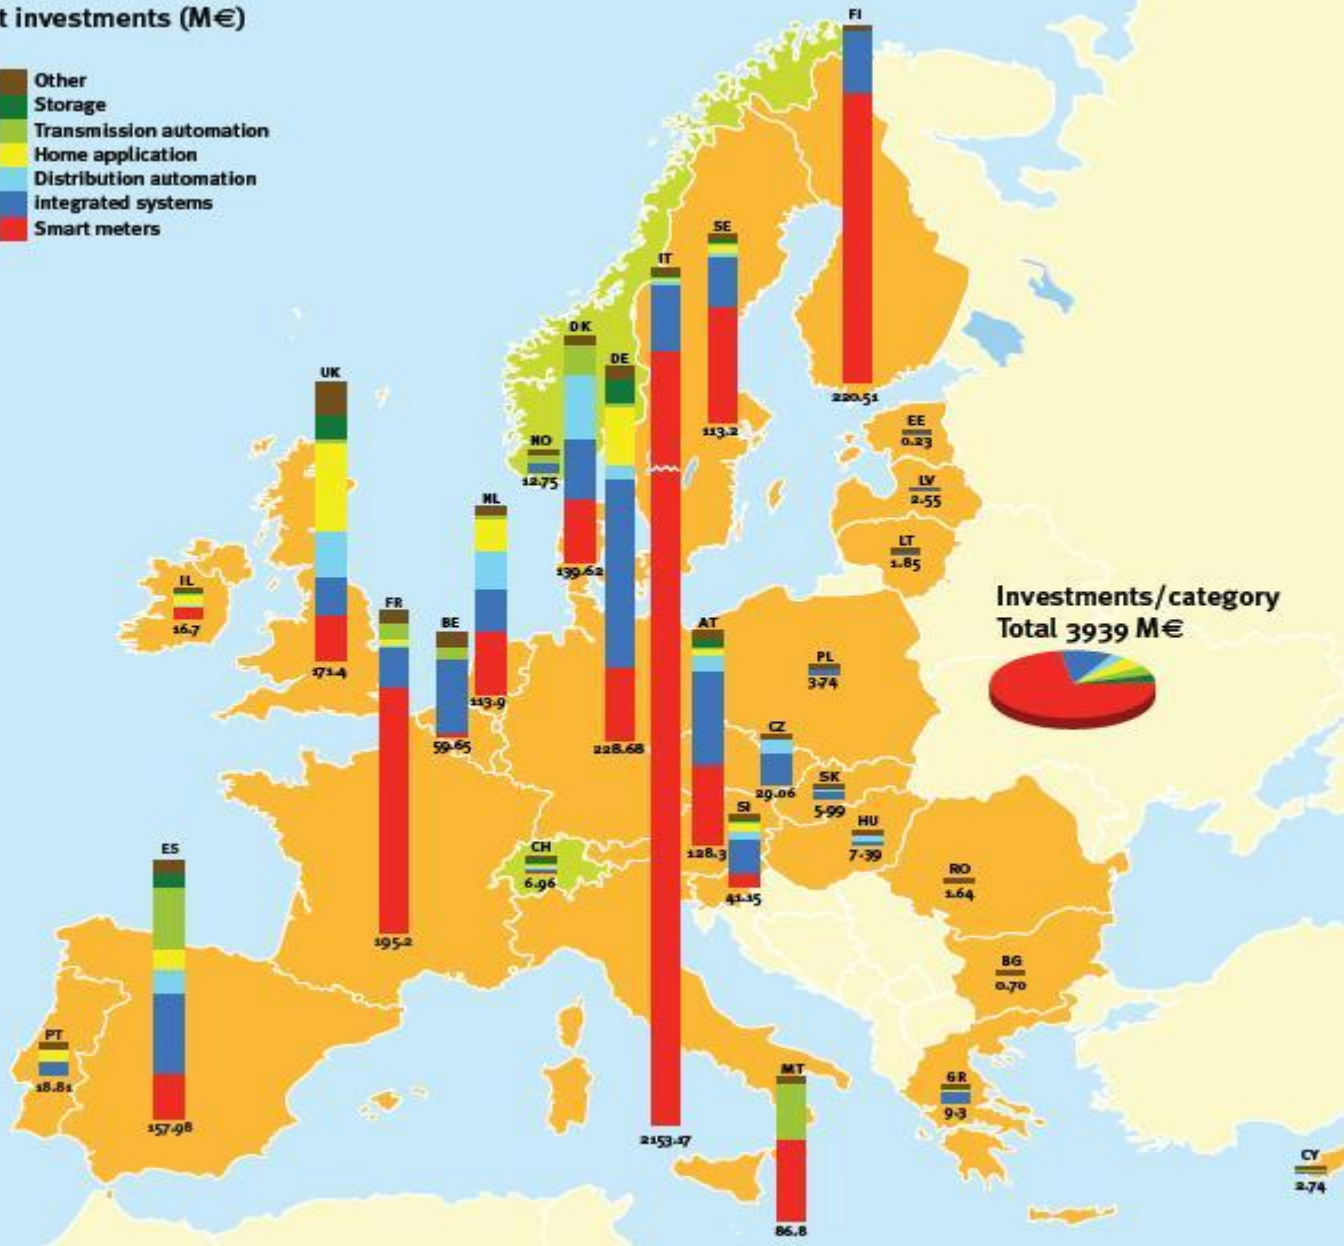 t investments (M€)
Other
Storage
Transmission automation
Home application
Distribution automation
integrated systems
Smart meters
FI
220.51
SE
113.2
IT
2153.17
DK
139.62
DE
228.68
UK
171.4
NO
12.75
NL
113.9
EE
0.23
LV
2.55
LT
1.85
IL
16.7
FR
195.2
BE
59.65
AT
128.3
PL
3.74
Investments/category
Total 3939 M€
CZ
29.06
SK
5.99
SI
41.15
HU
7.39
CH
6.96
RO
1.64
ES
157.98
BG
0.70
PT
18.81
MT
86.8
GR
9.3
CY
2.74